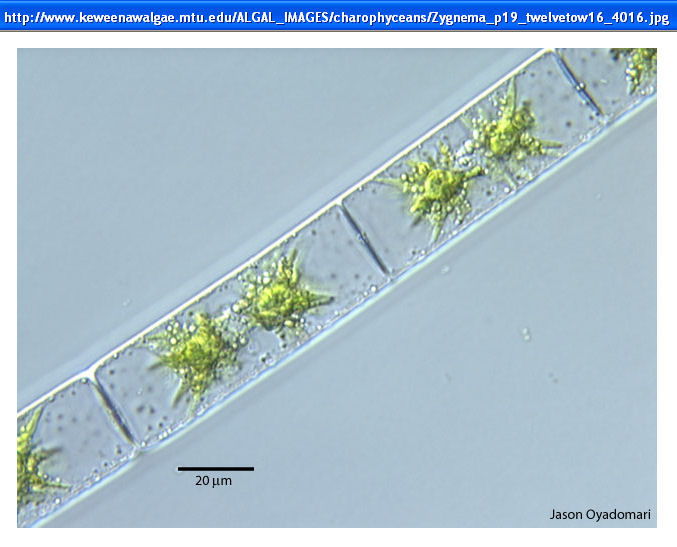 http://www.keweenawalgae.mtu.edu/ALGAL_IMAGES/charophyceans/Zygnema_p19_twelvetow16_4016.jpg
20 µm
Jason Oyadomari